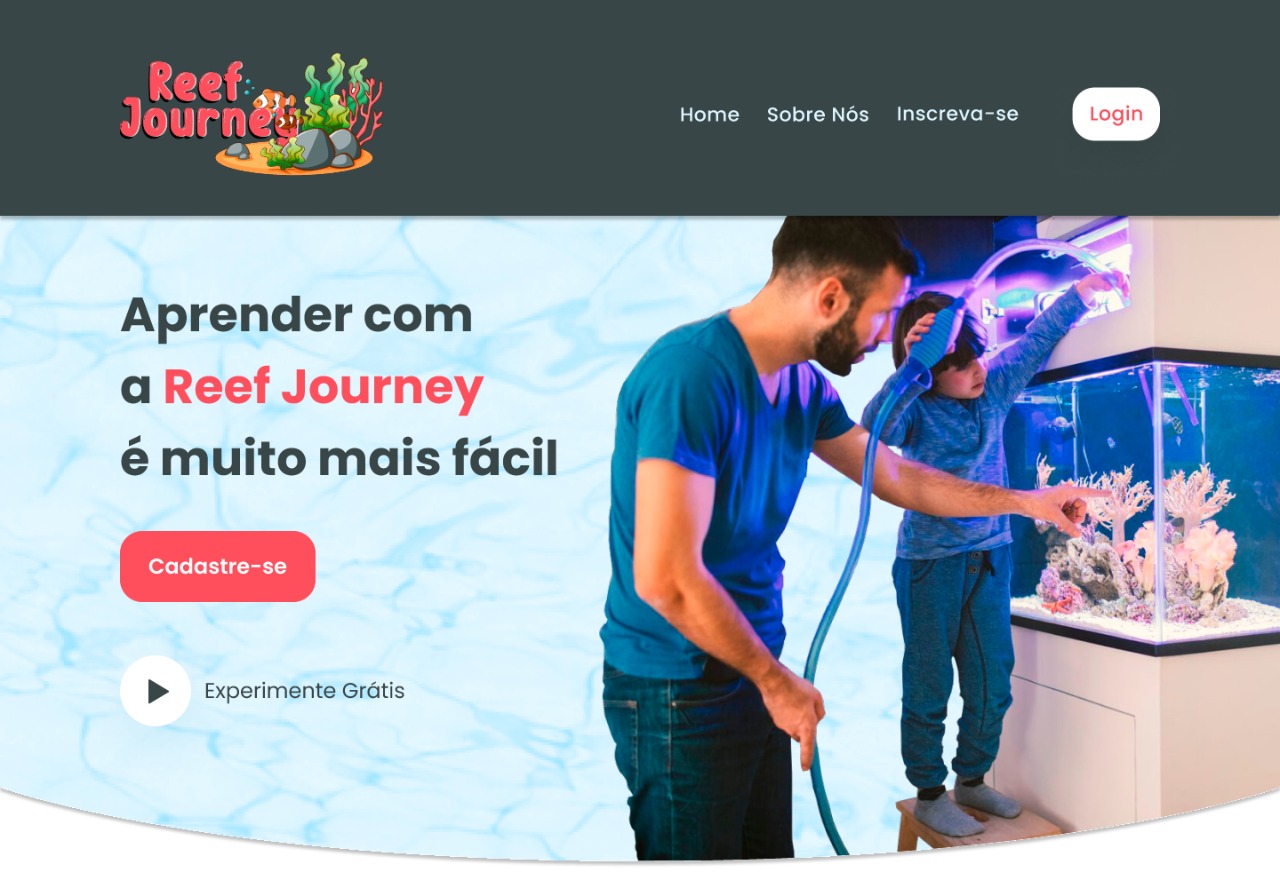 Reef
Journey
Home
Sobre Nós
Inscreva-se
Login
Aprender com
a Reef Journey
é muito mais fácil
Cadastre-se
Experimente Grátis